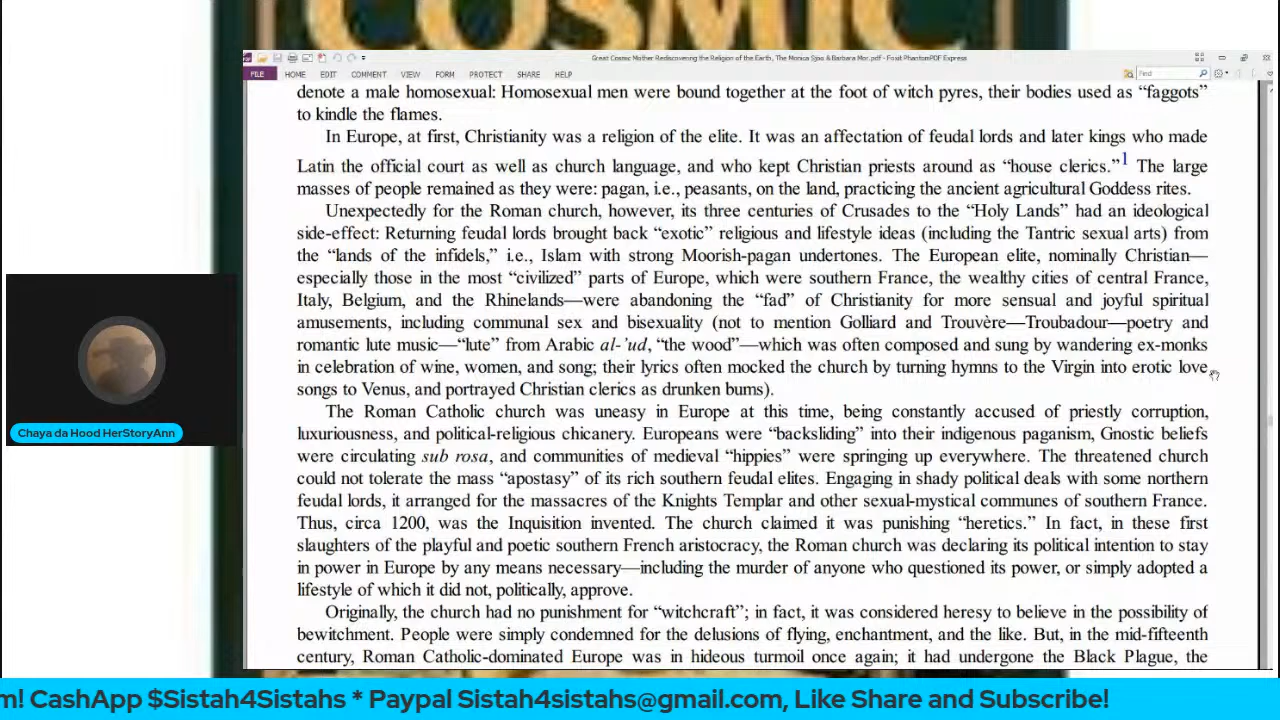 COSMIC
Great Cosmic Mother Rediscovering the Religion of the Earth, The Monica Sjoo & Barbara Mor.pdf - Foxit PhantomPDF Express
FILE HOME EDIT COMMENT VIEW FORM PROTECT SHARE HELP Find
denote a male homosexual: Homosexual men were bound together at the foot of witch pyres, their bodies used as “faggots”
to kindle the flames.
In Europe, at first, Christianity was a religion of the elite. It was an affectation of feudal lords and later kings who made
Latin the official court as well as church language, and who kept Christian priests around as “house clerics.”1 The large
masses of people remained as they were: pagan, i.e., peasants, on the land, practicing the ancient agricultural Goddess rites.
Unexpectedly for the Roman church, however, its three centuries of Crusades to the “Holy Lands” had an ideological
side-effect: Returning feudal lords brought back “exotic” religious and lifestyle ideas (including the Tantric sexual arts) from
the “lands of the infidels,” i.e., Islam with strong Moorish-pagan undertones. The European elite, nominally Christian—
especially those in the most “civilized” parts of Europe, which were southern France, the wealthy cities of central France,
Italy, Belgium, and the Rhinelands—were abandoning the “fad” of Christianity for more sensual and joyful spiritual
amusements, including communal sex and bisexuality (not to mention Golliard and Trouvère—Troubadour—poetry and
romantic lute music—“lute” from Arabic al-’ud, “the wood”—which was often composed and sung by wandering ex-monks
in celebration of wine, women, and song; their lyrics often mocked the church by turning hymns to the Virgin into erotic love
songs to Venus, and portrayed Christian clerics as drunken bums).
The Roman Catholic church was uneasy in Europe at this time, being constantly accused of priestly corruption,
luxuriousness, and political-religious chicanery. Europeans were “backsliding” into their indigenous paganism, Gnostic beliefs
were circulating sub rosa, and communities of medieval “hippies” were springing up everywhere. The threatened church
could not tolerate the mass “apostasy” of its rich southern feudal elites. Engaging in shady political deals with some northern
feudal lords, it arranged for the massacres of the Knights Templar and other sexual-mystical communes of southern France.
Thus, circa 1200, was the Inquisition invented. The church claimed it was punishing “heretics.” In fact, in these first
slaughters of the playful and poetic southern French aristocracy, the Roman church was declaring its political intention to stay
in power in Europe by any means necessary—including the murder of anyone who questioned its power, or simply adopted a
lifestyle of which it did not, politically, approve.
Originally, the church had no punishment for “witchcraft”; in fact, it was considered heresy to believe in the possibility of
bewitchment. People were simply condemned for the delusions of flying, enchantment, and the like. But, in the mid-fifteenth
century, Roman Catholic-dominated Europe was in hideous turmoil once again; it had undergone the Black Plague, the
Chaya da Hood HerStoryAnn
m! CashApp $Sistah4Sistahs * Paypal Sistah4sistahs@gmail.com, Like Share and Subscribe!